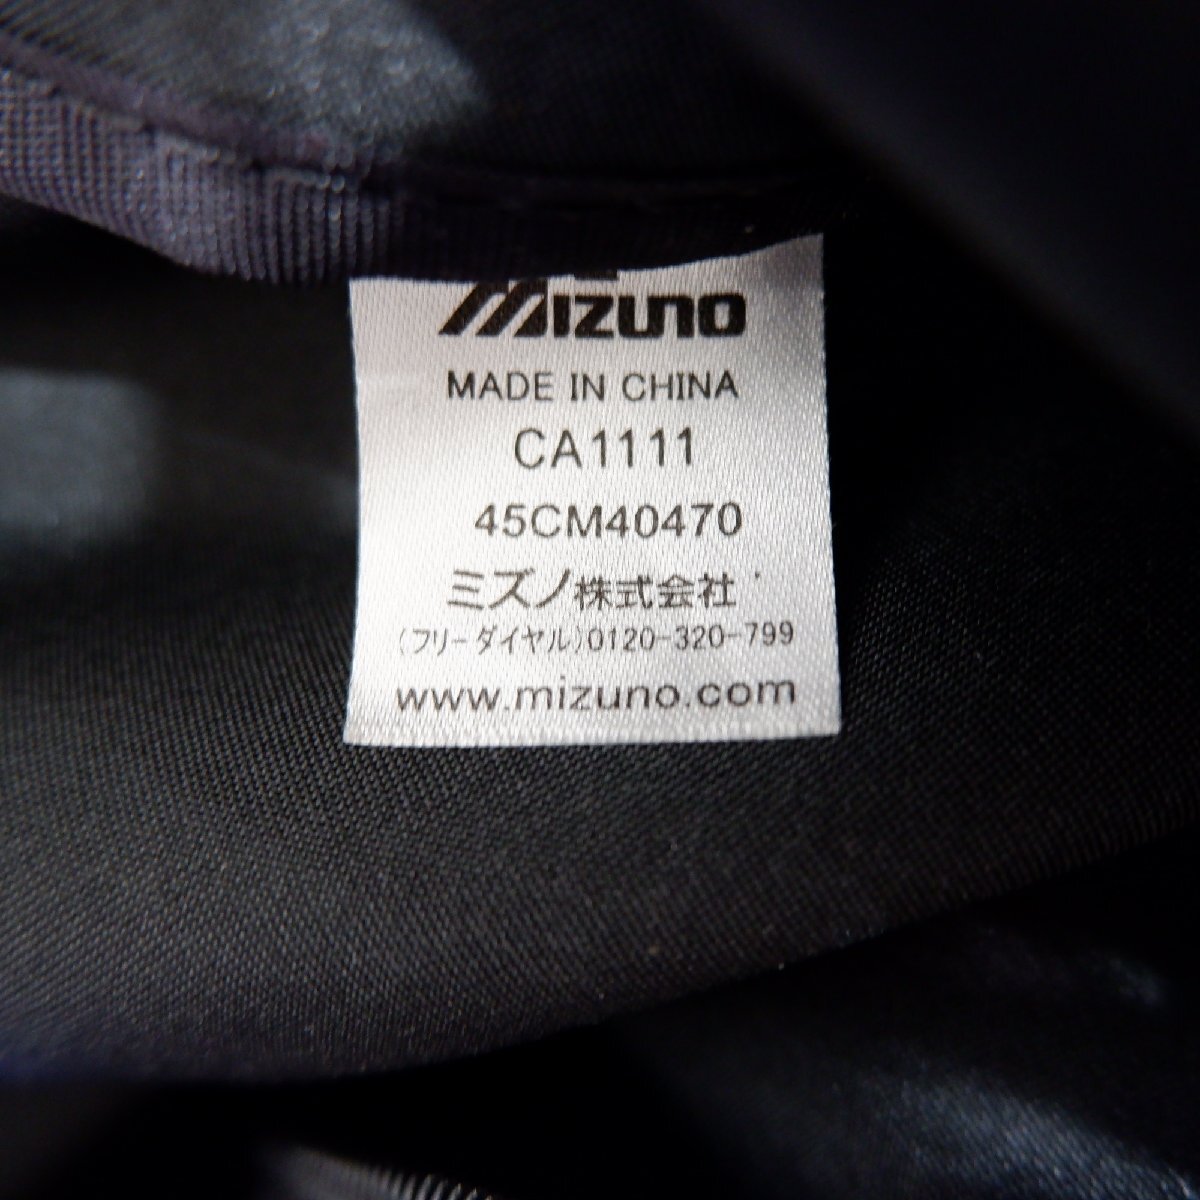 MIZUNO
MADE IN CHINA
CA1111
45CM40470
ミズノ株式会社
(フリーダイヤル)0120-320-799
www.mizuno.com